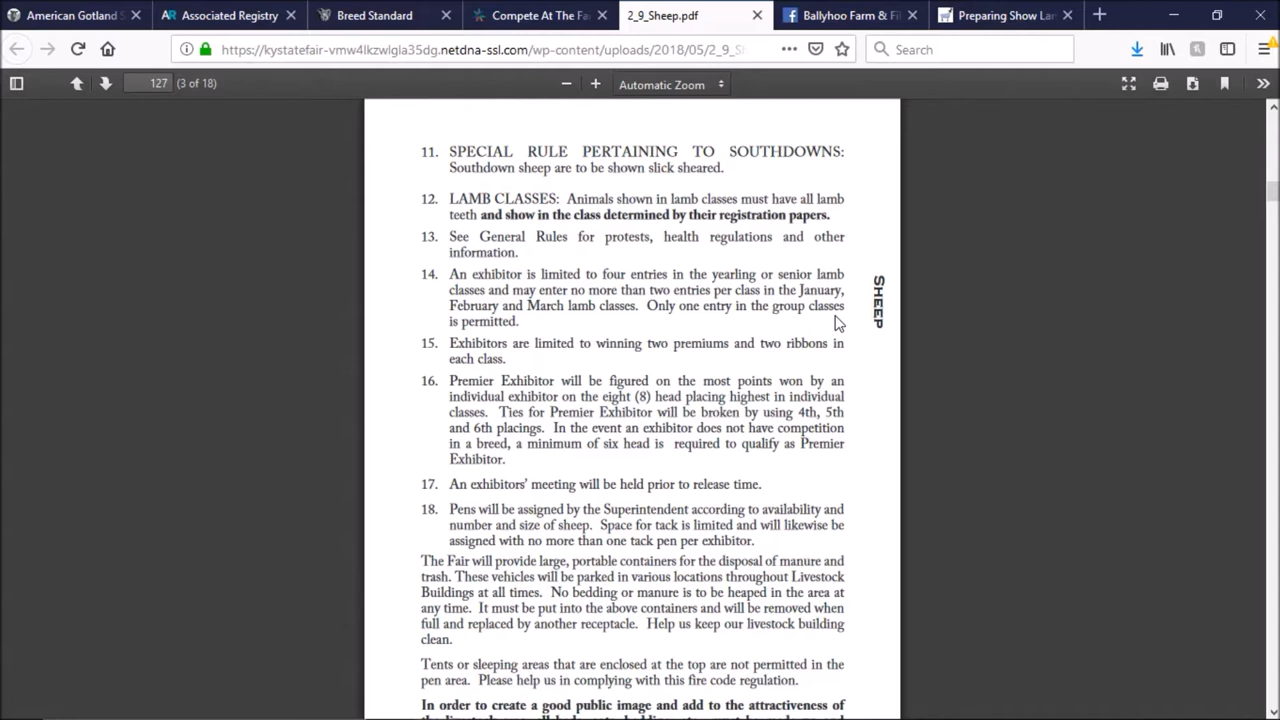 American Gotland S
Associated Registry
Breed Standard
Compete At The Fa
2_9_Sheep.pdf
Ballyhoo Farm & Fi
Preparing Show La
https://kystatefair-vmw4lkzwlgla35dg.netdna-ssl.com/wp-content/uploads/2018/05/2_9_S
Search
127 (3 of 18)
Automatic Zoom
11. SPECIAL RULE PERTAINING TO SOUTHDOWNS:
Southdown sheep are to be shown slick sheared.
12. LAMB CLASSES: Animals shown in lamb classes must have all lamb
teeth and show in the class determined by their registration papers.
13. See General Rules for protests, health regulations and other
information.
14. An exhibitor is limited to four entries in the yearling or senior lamb
classes and may enter no more than two entries per class in the January,
February and March lamb classes. Only one entry in the group classes
is permitted.
15. Exhibitors are limited to winning two premiums and two ribbons in
each class.
16. Premier Exhibitor will be figured on the most points won by an
individual exhibitor on the eight (8) head placing highest in individual
classes. Ties for Premier Exhibitor will be broken by using 4th, 5th
and 6th placings. In the event an exhibitor does not have competition
in a breed, a minimum of six head is required to qualify as Premier
Exhibitor.
17. An exhibitors' meeting will be held prior to release time.
18. Pens will be assigned by the Superintendent according to availability and
number and size of sheep. Space for tack is limited and will likewise be
assigned with no more than one tack pen per exhibitor.
The Fair will provide large, portable containers for the disposal of manure and
trash. These vehicles will be parked in various locations throughout Livestock
Buildings at all times. No bedding or manure is to be heaped in the area at
any time. It must be put into the above containers and will be removed when
full and replaced by another receptacle. Help us keep our livestock building
clean.
Tents or sleeping areas that are enclosed at the top are not permitted in the
pen area. Please help us in complying with this fire code regulation.
In order to create a good public image and add to the attractiveness of
SHEEP